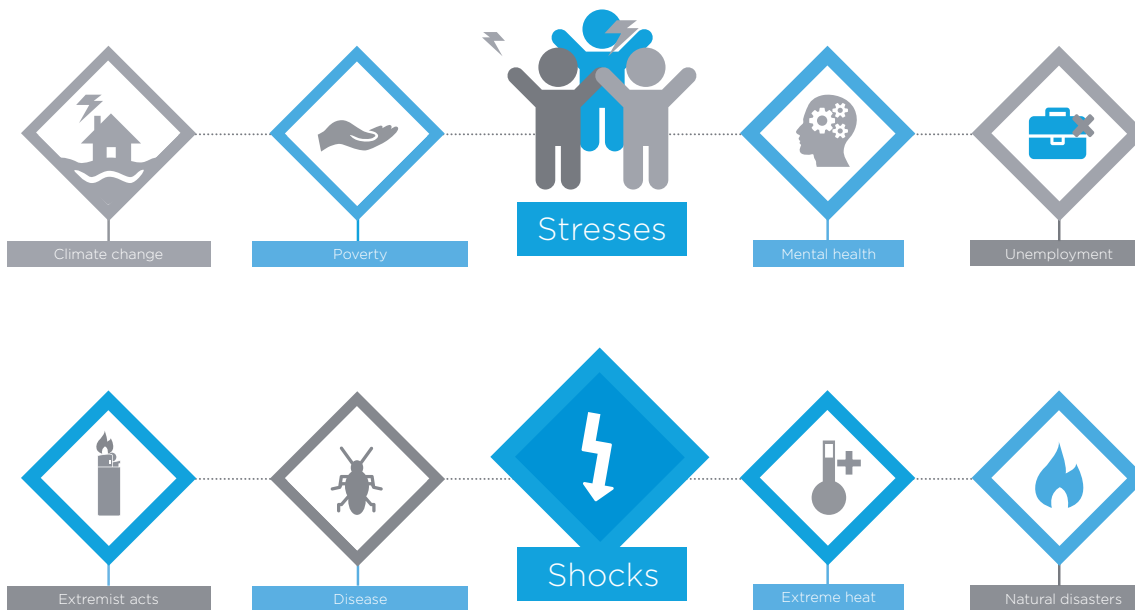 Stresses
Climate change
Poverty
Mental health
Unemployment
Shocks
Extremist acts
Disease
Extreme heat
Natural disasters